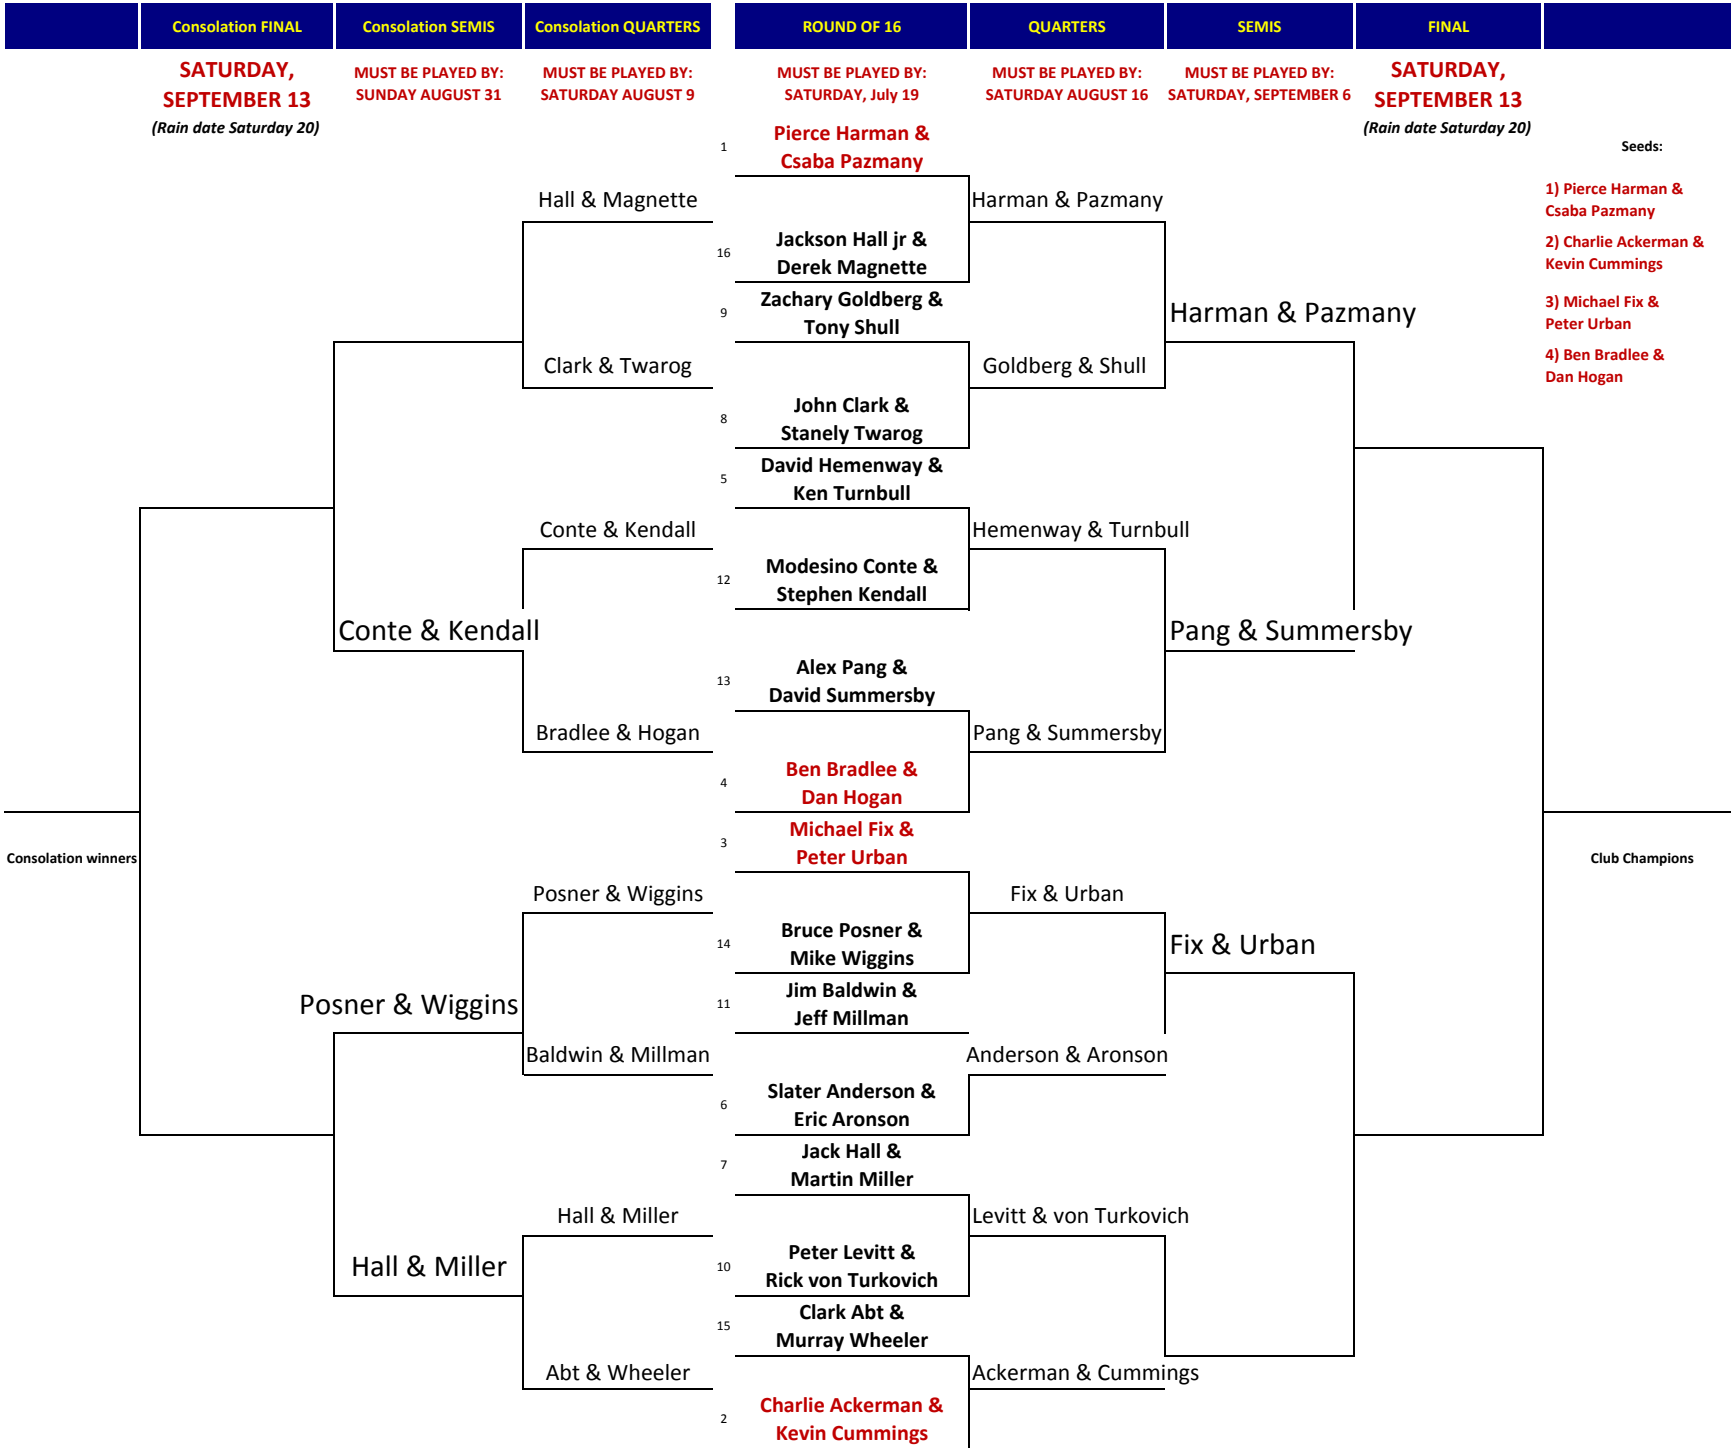 Consolation FINAL
Consolation SEMIS
Consolation QUARTERS
ROUND OF 16
QUARTERS
SEMIS
FINAL
SATURDAY,
SEPTEMBER 13
(Rain date Saturday 20)
MUST BE PLAYED BY:
SUNDAY AUGUST 31
MUST BE PLAYED BY:
SATURDAY AUGUST 9
MUST BE PLAYED BY:
SATURDAY, July 19
MUST BE PLAYED BY:
SATURDAY AUGUST 16
MUST BE PLAYED BY:
SATURDAY, SEPTEMBER 6
SATURDAY,
SEPTEMBER 13
(Rain date Saturday 20)
Consolation winners
Conte & Kendall
Posner & Wiggins
Hall & Miller
Hall & Magnette
Clark & Twarog
Conte & Kendall
Bradlee & Hogan
Posner & Wiggins
Baldwin & Millman
Hall & Miller
Abt & Wheeler
1
Pierce Harman &
Csaba Pazmany
16
Jackson Hall jr &
Derek Magnette
9
Zachary Goldberg &
Tony Shull
8
John Clark &
Stanely Twarog
5
David Hemenway &
Ken Turnbull
12
Modesino Conte &
Stephen Kendall
13
Alex Pang &
David Summersby
4
Ben Bradlee &
Dan Hogan
3
Michael Fix &
Peter Urban
14
Bruce Posner &
Mike Wiggins
11
Jim Baldwin &
Jeff Millman
6
Slater Anderson &
Eric Aronson
7
Jack Hall &
Martin Miller
10
Peter Levitt &
Rick von Turkovich
15
Clark Abt &
Murray Wheeler
2
Charlie Ackerman &
Kevin Cummings
Harman & Pazmany
Goldberg & Shull
Hemenway & Turnbull
Pang & Summersby
Fix & Urban
Anderson & Aronson
Levitt & von Turkovich
Ackerman & Cummings
Harman & Pazmany
Pang & Summersby
Fix & Urban
Seeds:
1) Pierce Harman &
Csaba Pazmany
2) Charlie Ackerman &
Kevin Cummings
3) Michael Fix &
Peter Urban
4) Ben Bradlee &
Dan Hogan
Club Champions